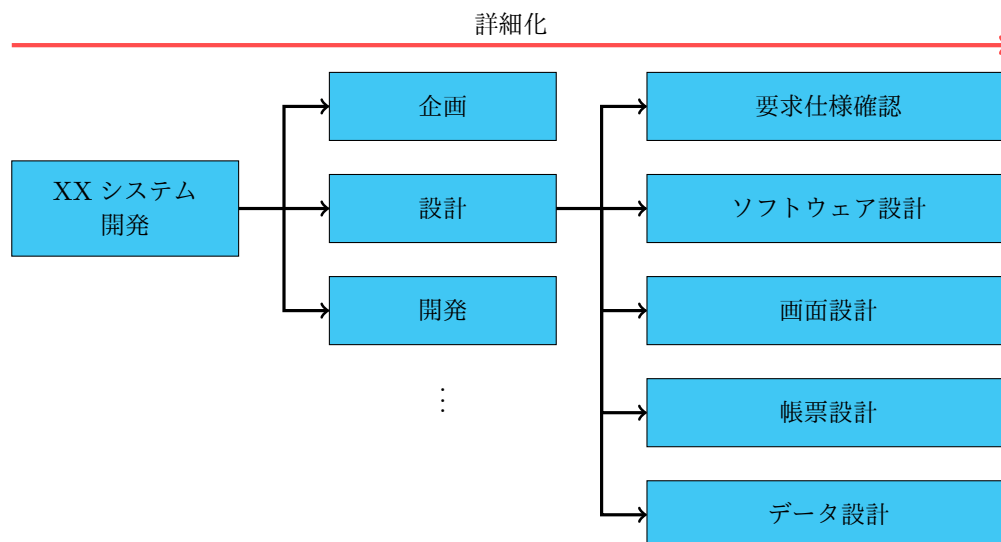 詳細化
XX システム
開発
企画
設計
開発
⋮
要求仕様確認
ソフトウェア設計
画面設計
帳票設計
データ設計